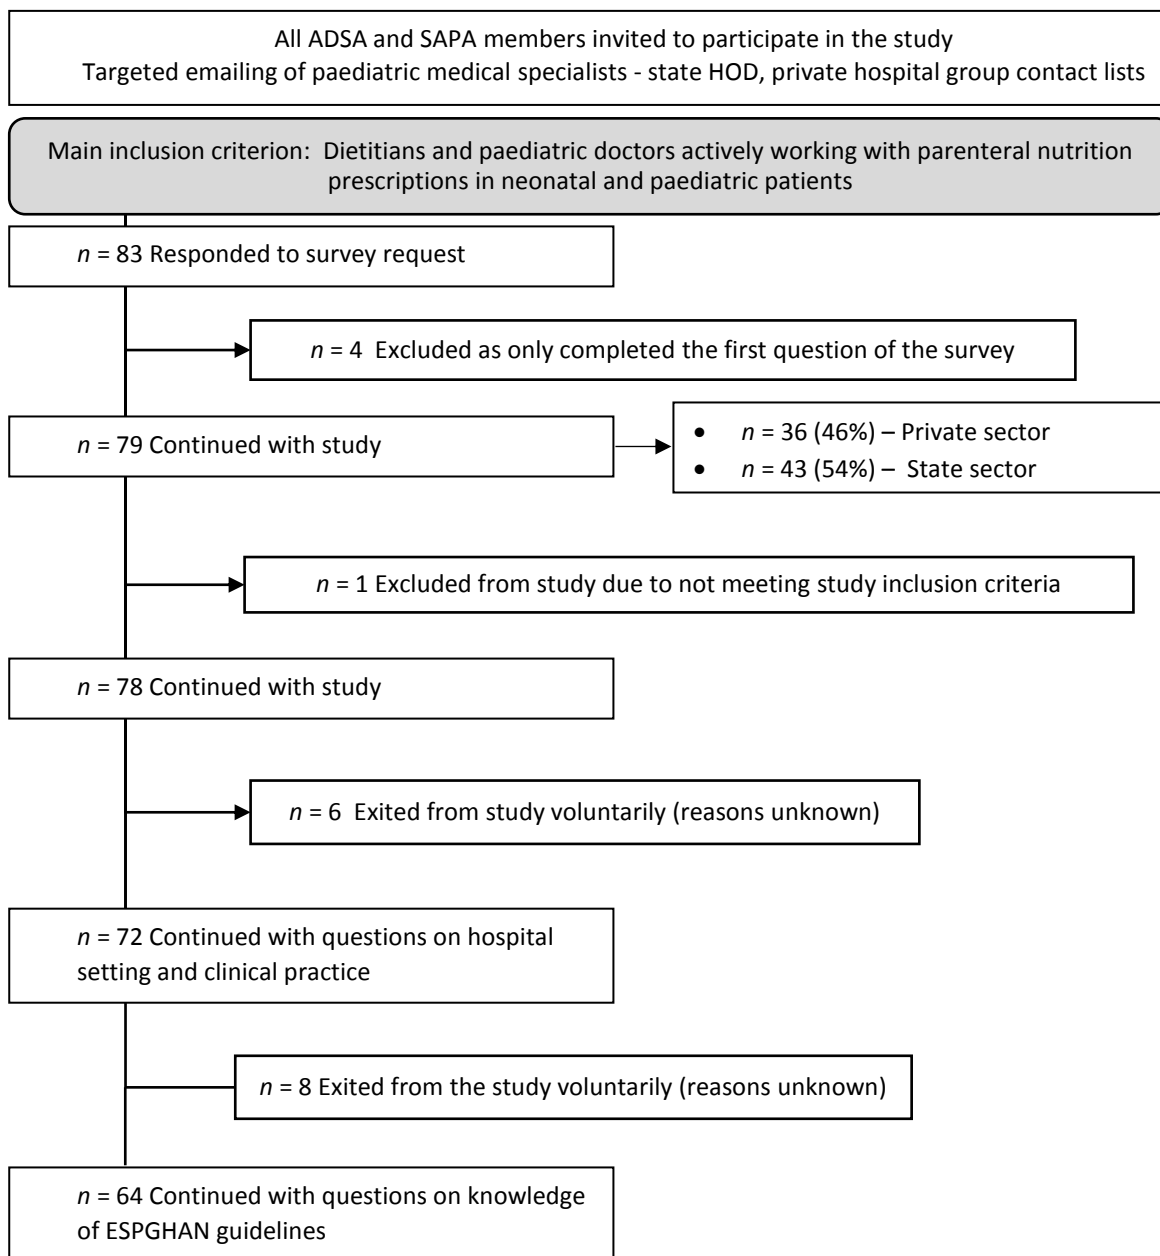 All ADSA and SAPA members invited to participate in the study
Targeted emailing of paediatric medical specialists - state HOD, private hospital group contact lists
Main inclusion criterion:  Dietitians and paediatric doctors actively working with parenteral nutrition
prescriptions in neonatal and paediatric patients
n = 83 Responded to survey request
n = 4  Excluded as only completed the first question of the survey
n = 79 Continued with study
• n = 36 (46%) – Private sector
• n = 43 (54%) –  State sector
n = 1 Excluded from study due to not meeting study inclusion criteria
n = 78 Continued with study
n = 6  Exited from study voluntarily (reasons unknown)
n = 72 Continued with questions on hospital
setting and clinical practice
n = 8 Exited from the study voluntarily (reasons unknown)
n = 64 Continued with questions on knowledge
of ESPGHAN guidelines